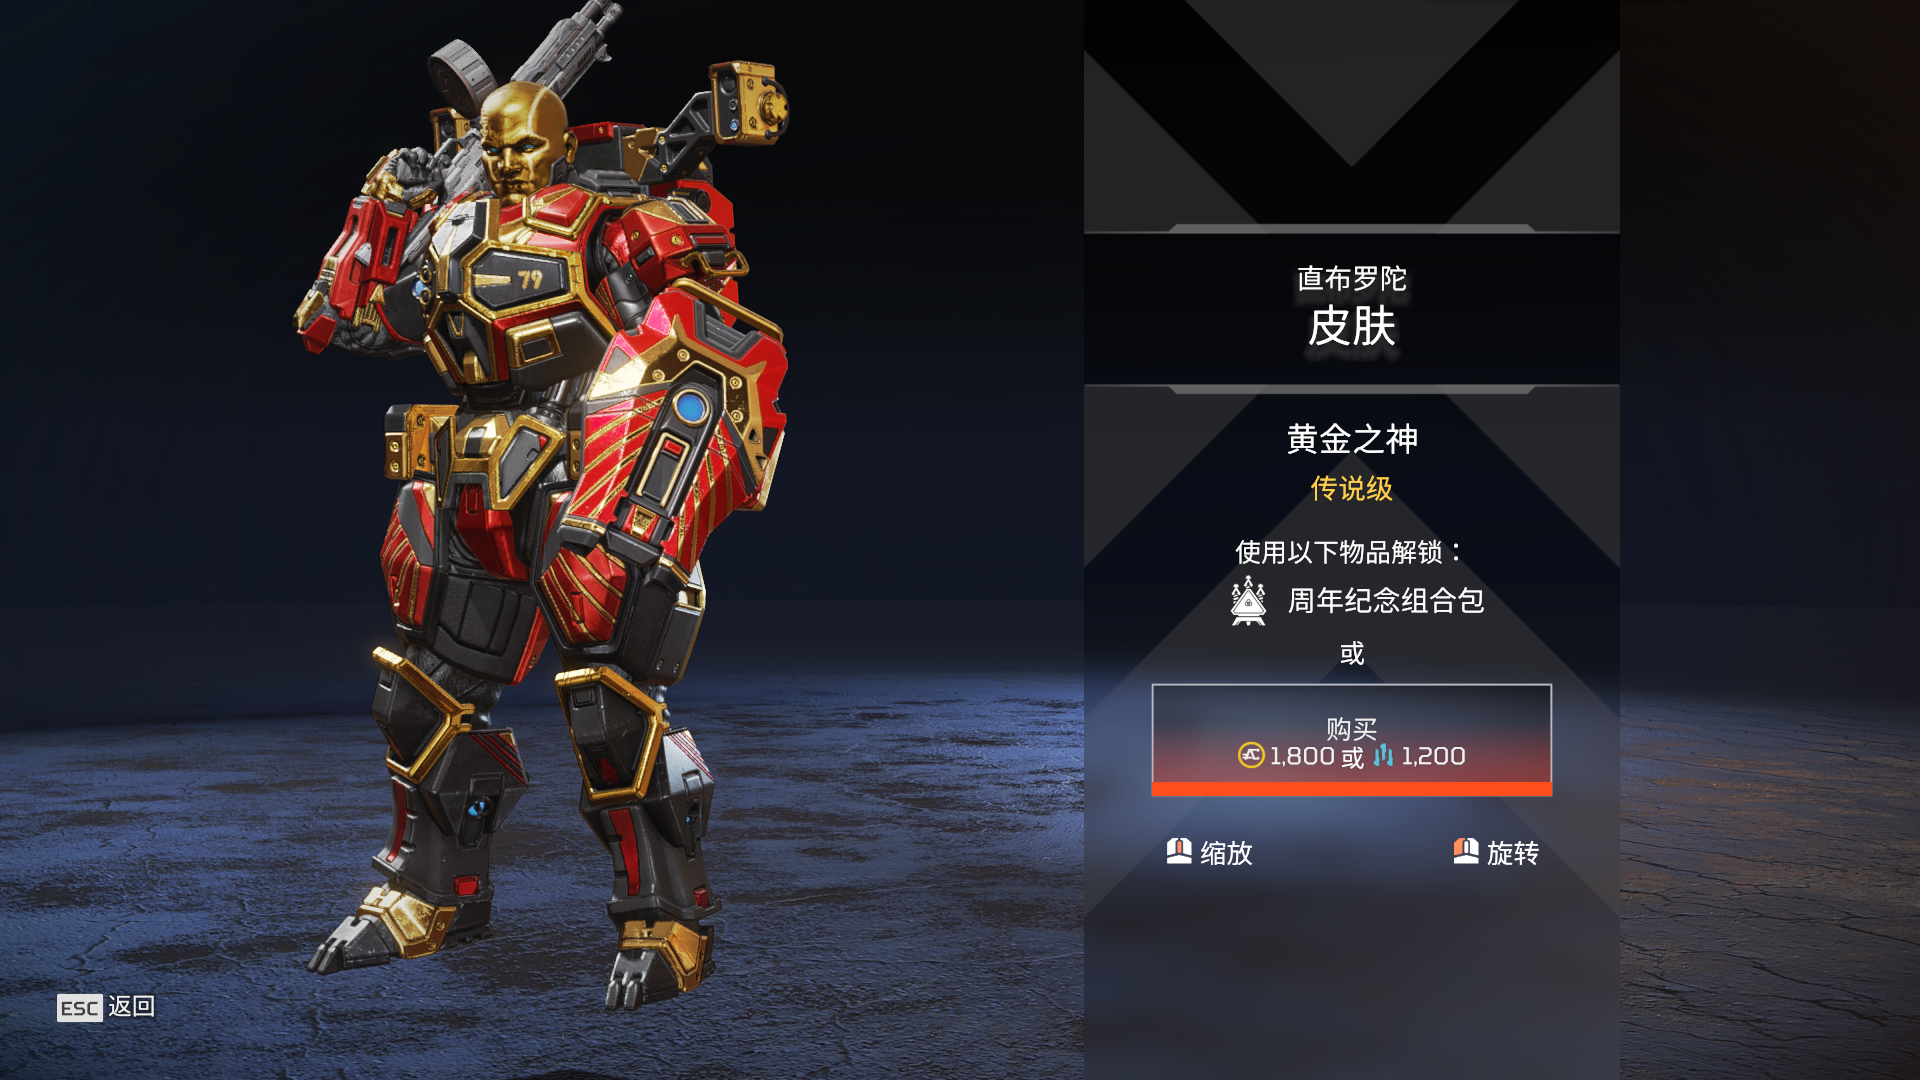 79
直布罗陀
皮肤
黄金之神
传说级
使用以下物品解锁：
周年纪念组合包
或
购买
1,800 或 1,200
缩放
旋转
ESC 返回